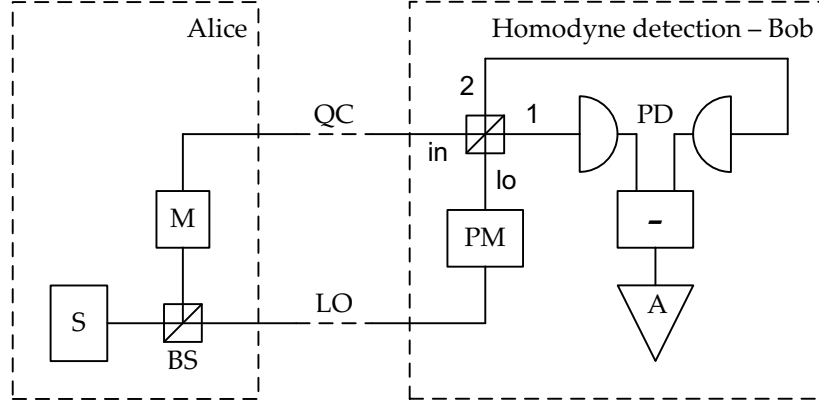 Alice
Homodyne detection – Bob
2
QC
1
PD
in
lo
M
PM
-
LO
S
A
BS